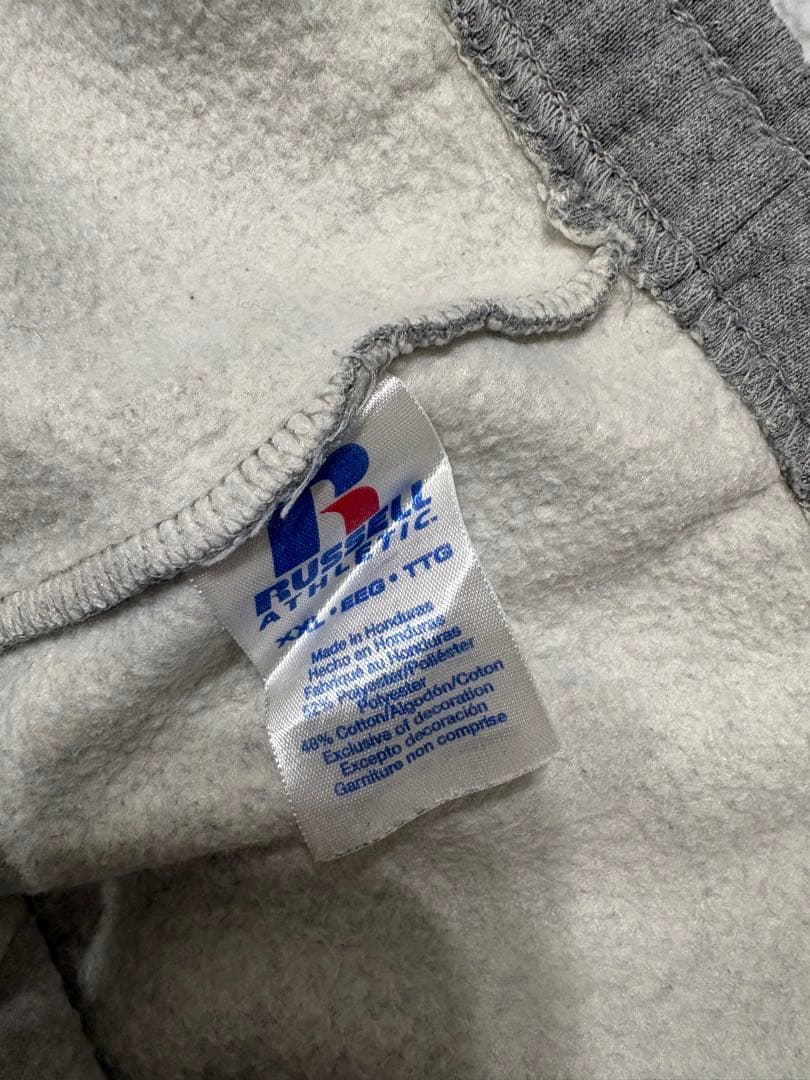 R
RUSSELL
ATHLETIC
XXL • EEG • TTG
Made in Honduras
Hecho en Honduras
Fabriqué au Honduras
52% Polyester/Poliéster
Polyester
48% Cotton/Algodón/Coton
Exclusive of decoration
Excepto decoración
Garniture non comprise